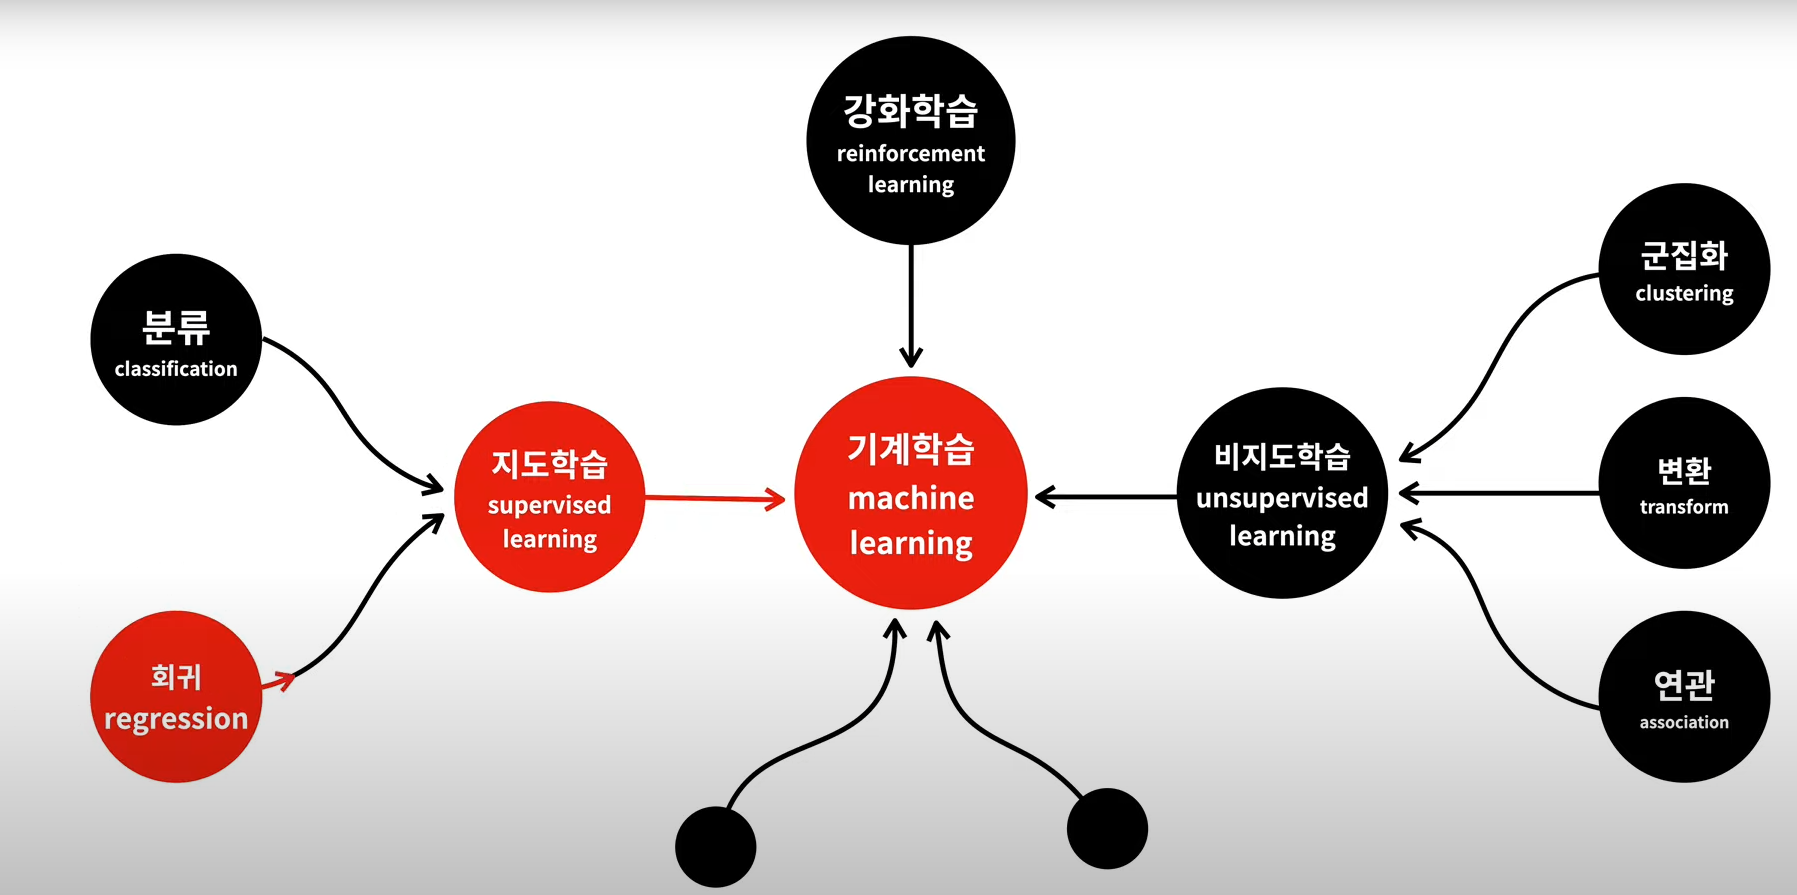 강화학습
reinforcement
learning
분류
classification
지도학습
supervised
learning
회귀
regression
기계학습
machine
learning
비지도학습
unsupervised
learning
군집화
clustering
변환
transform
연관
association